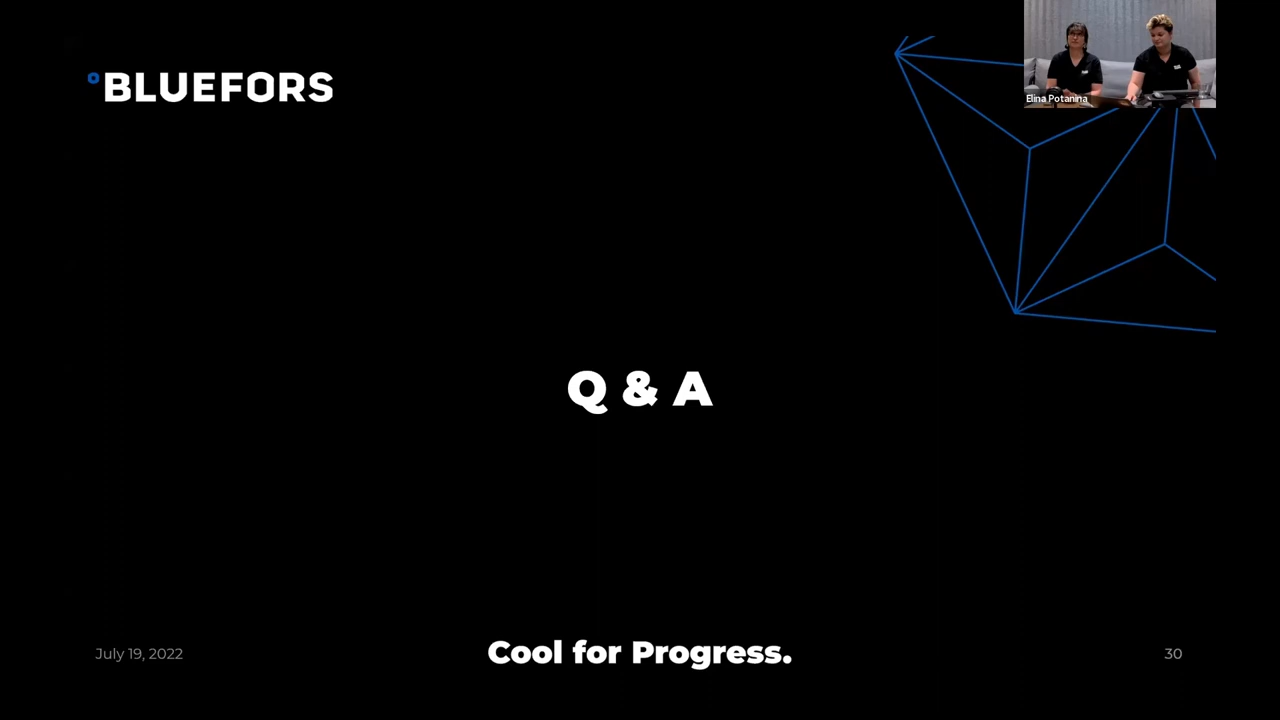 BLUEFORS
Elina Potanina
Q & A
Cool for Progress.
July 19, 2022
30